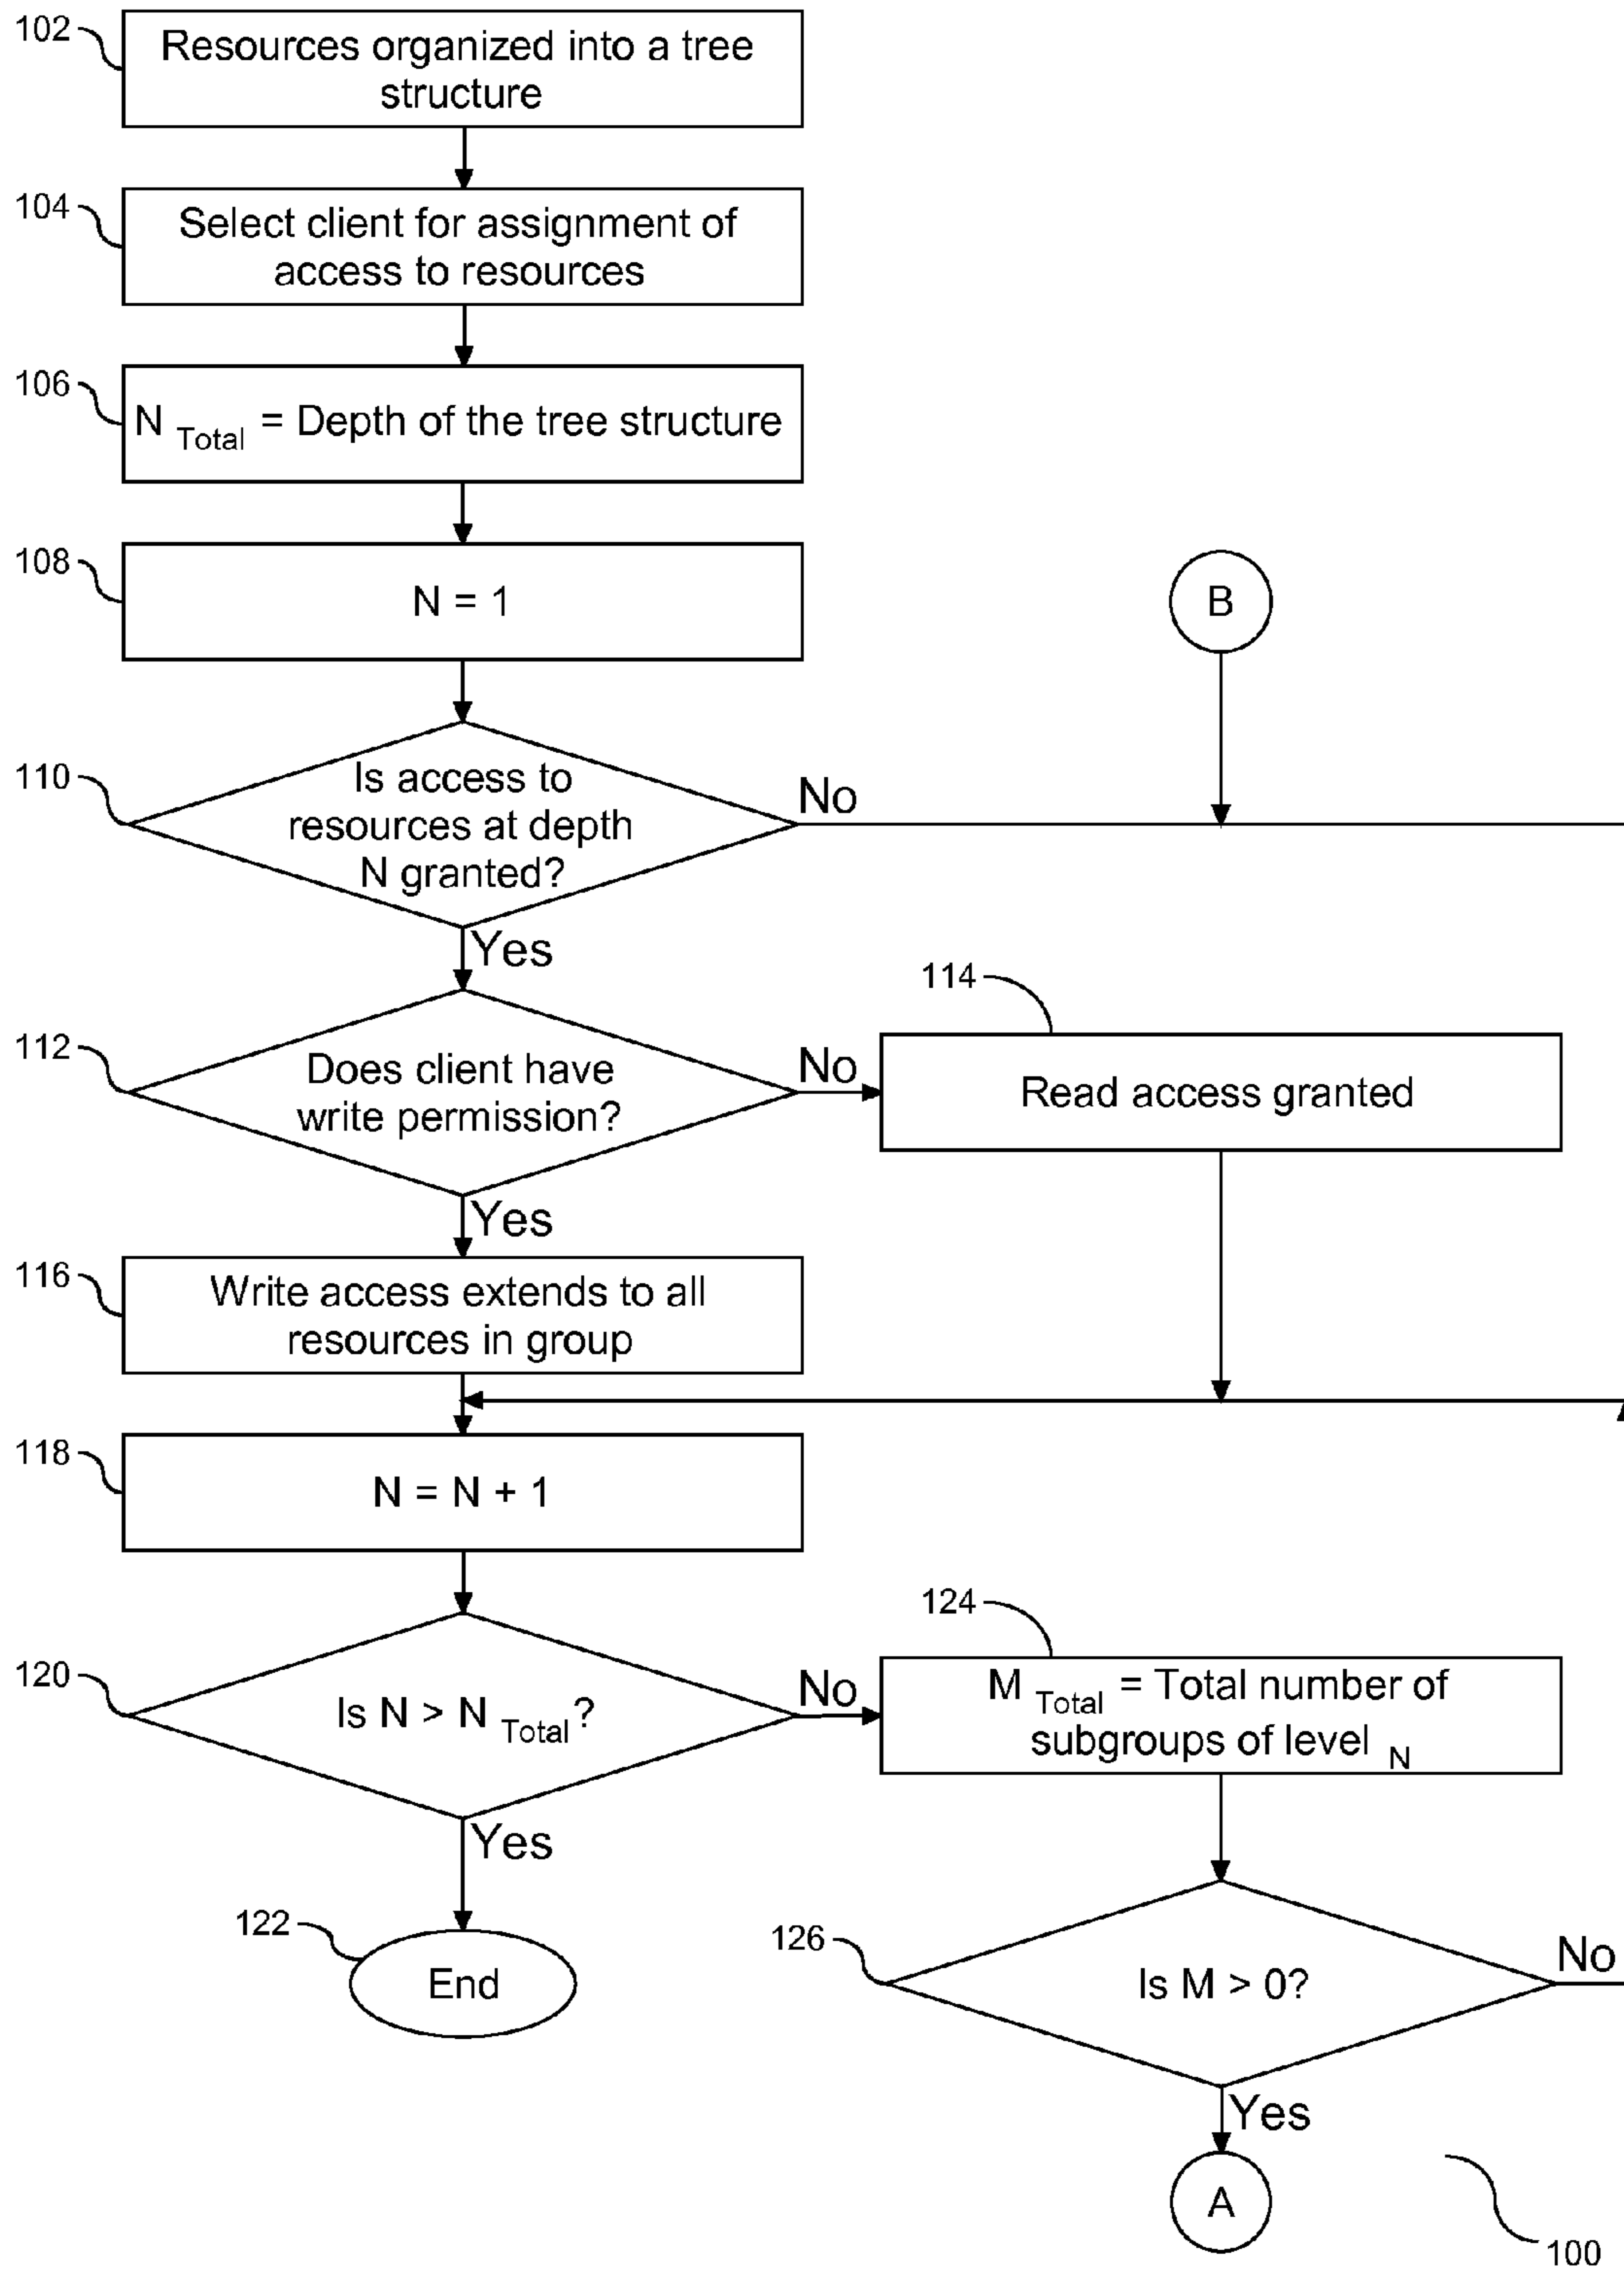 102
Resources organized into a tree
structure
104
Select client for assignment of
access to resources
106
N Total = Depth of the tree structure
108
N = 1
B
110
Is access to
resources at depth
N granted?
No
Yes
112
Does client have
write permission?
No
114
Read access granted
Yes
116
Write access extends to all
resources in group
118
N = N + 1
120
Is N > N Total?
No
124
M Total = Total number of
subgroups of level N
Yes
122
End
126
Is M > 0?
No
Yes
A
100